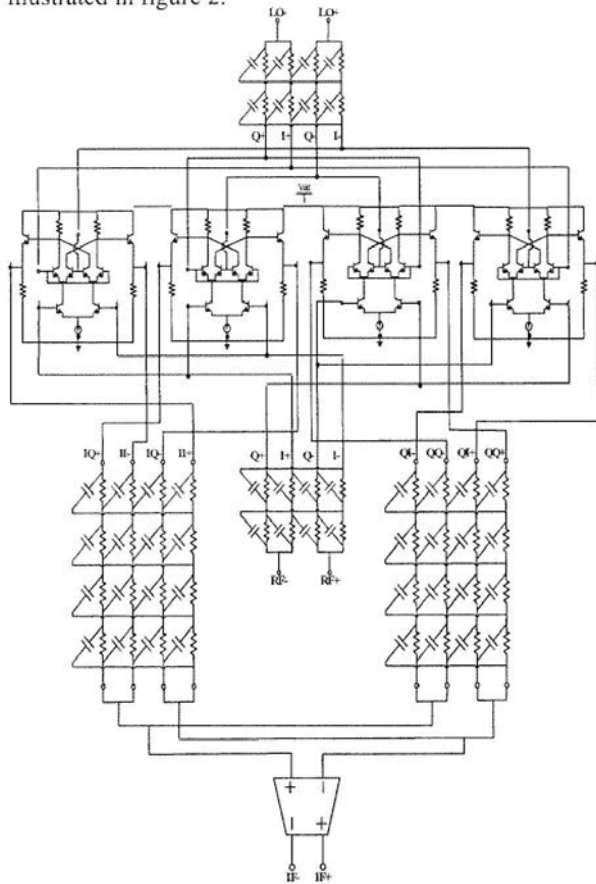 illustrated in figure 2.
LO- LO+
Q+ I+ Q- I-
IQ+ II- IQ- II+
Q+ I+ Q- I-
QI- QQ- QI+ QQ+
RF- RF+
+ -
- +
IF- IF+